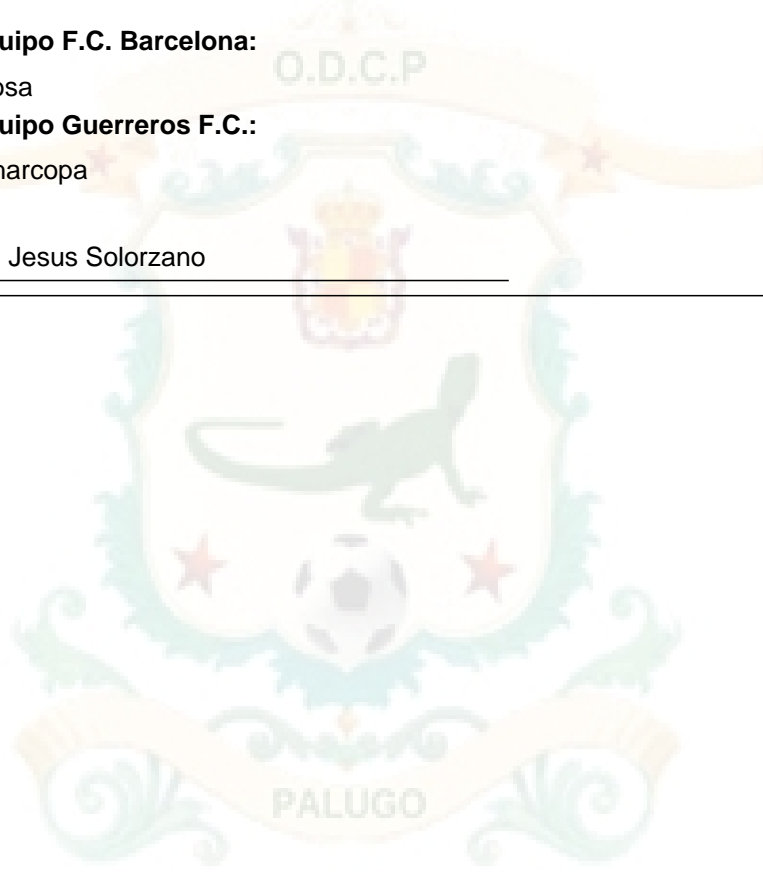 uipo F.C. Barcelona:
O.D.C.P
osa
uipo Guerreros F.C.:
harcopa
Jesus Solorzano
PALUGO